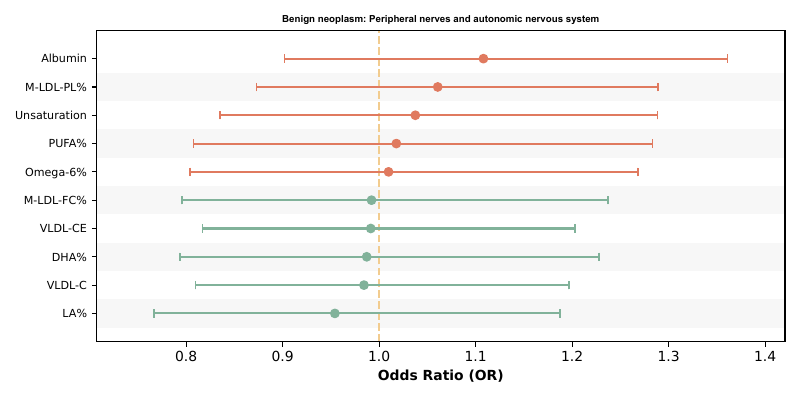 Benign neoplasm: Peripheral nerves and autonomic nervous system
Albumin
M-LDL-PL%
Unsaturation
PUFA%
Omega-6%
M-LDL-FC%
VLDL-CE
DHA%
VLDL-C
LA%
0.8 0.9 1.0 1.1 1.2 1.3 1.4
Odds Ratio (OR)